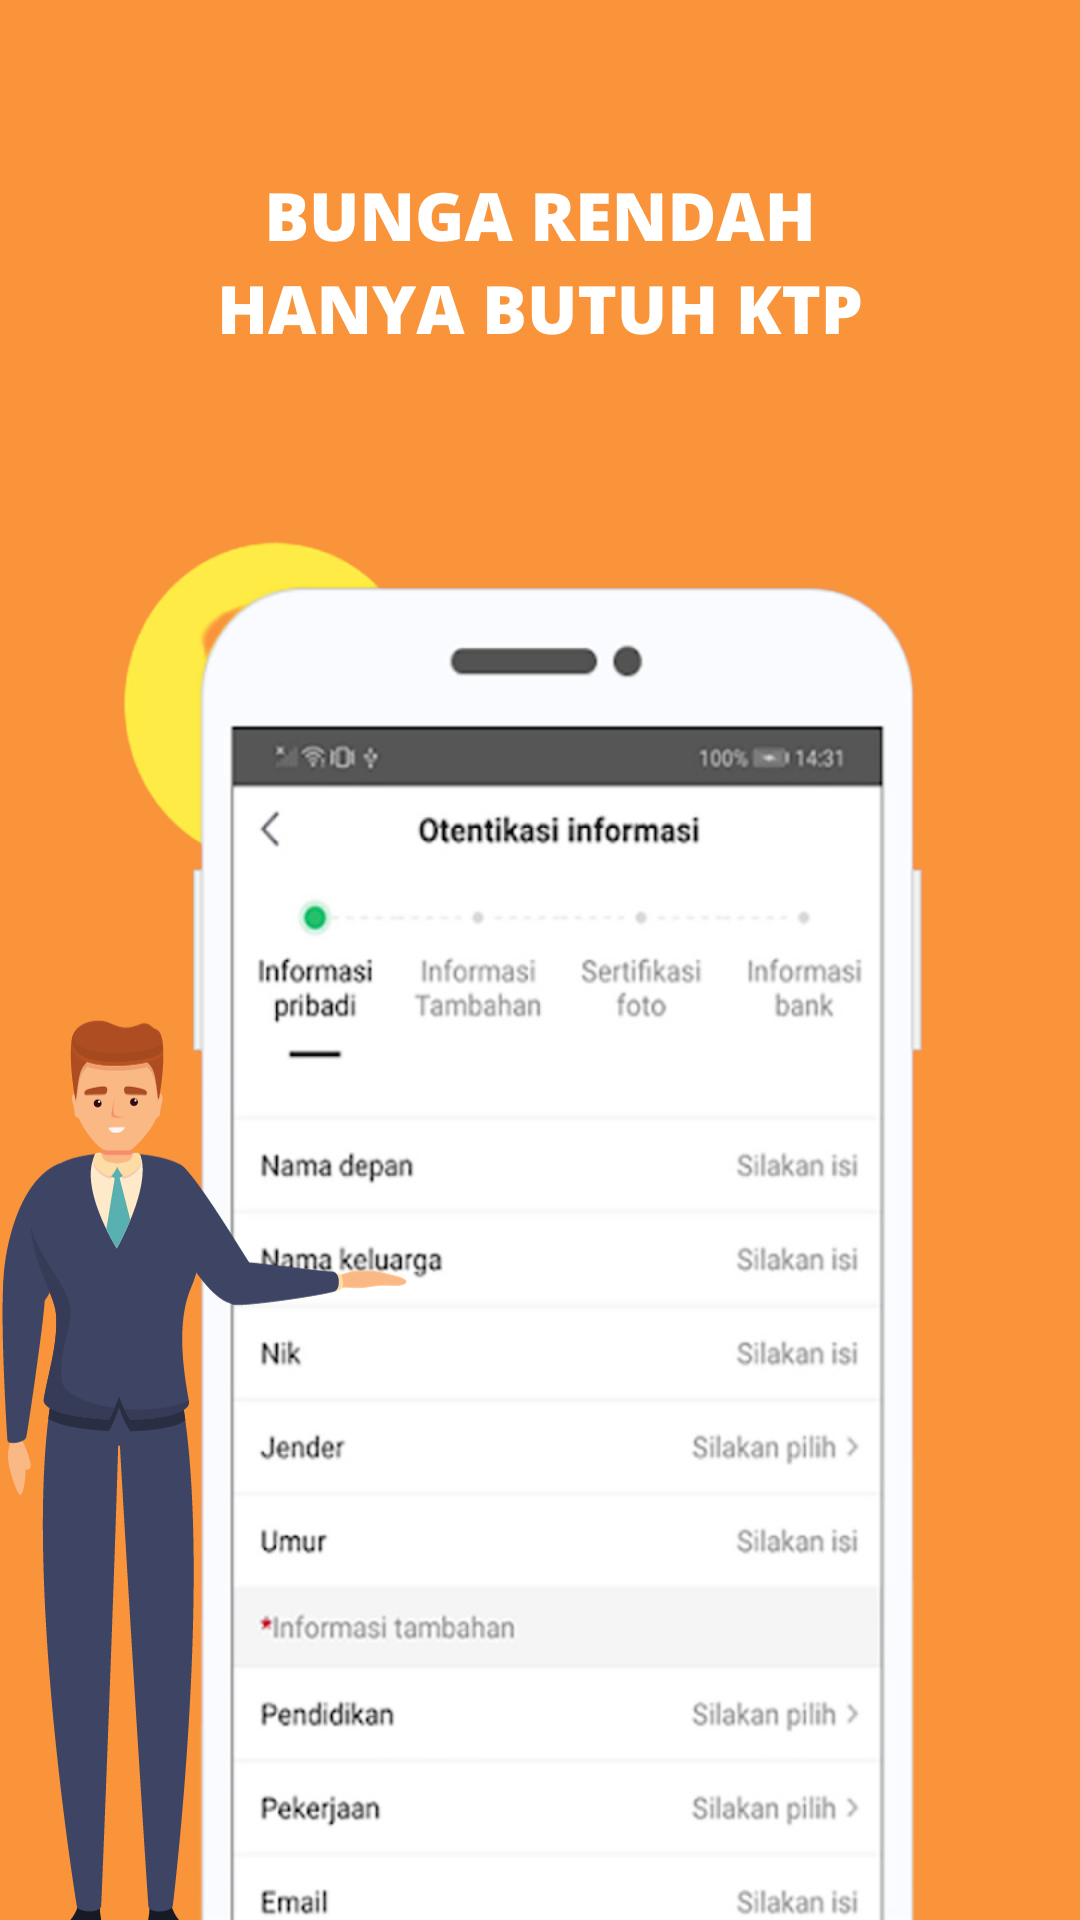 BUNGA RENDAH
HANYA BUTUH KTP
100% 14:31
Otentikasi informasi
Informasi pribadi
Informasi Tambahan
Sertifikasi foto
Informasi bank
Nama depan Silakan isi
Nama keluarga Silakan isi
Nik Silakan isi
Jender Silakan pilih >
Umur Silakan isi
*Informasi tambahan
Pendidikan Silakan pilih >
Pekerjaan Silakan pilih >
Email Silakan isi